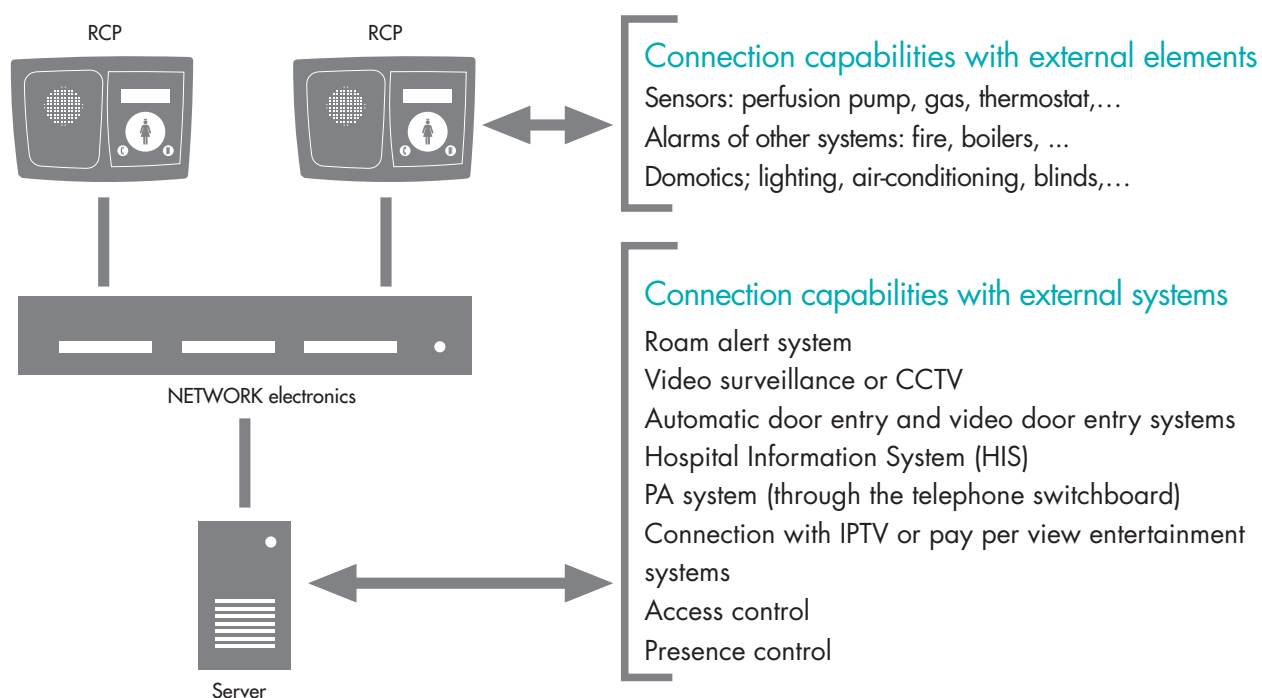 RCP
RCP
Connection capabilities with external elements
Sensors: perfusion pump, gas, thermostat,…
Alarms of other systems: fire, boilers, ...
Domotics; lighting, air-conditioning, blinds,…
NETWORK electronics
Connection capabilities with external systems
Roam alert system
Video surveillance or CCTV
Automatic door entry and video door entry systems
Hospital Information System (HIS)
PA system (through the telephone switchboard)
Connection with IPTV or pay per view entertainment
systems
Access control
Presence control
Server